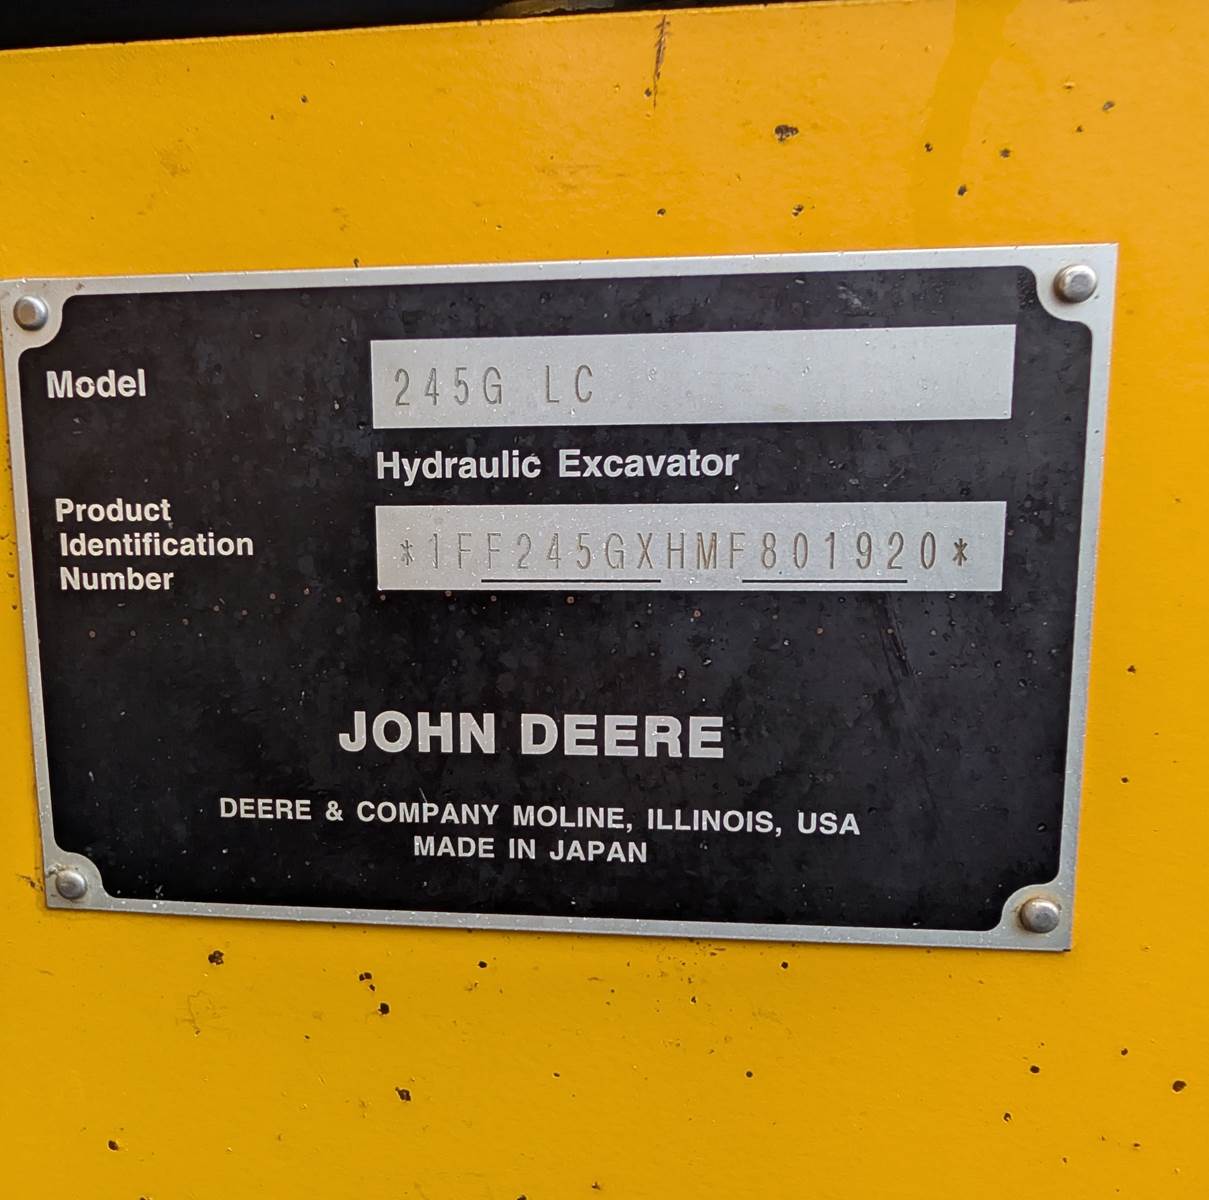 Model
245G LC
Hydraulic Excavator
Product
Identification
Number
*1FF245GXHMF801920*
JOHN DEERE
DEERE & COMPANY MOLINE, ILLINOIS, USA
MADE IN JAPAN